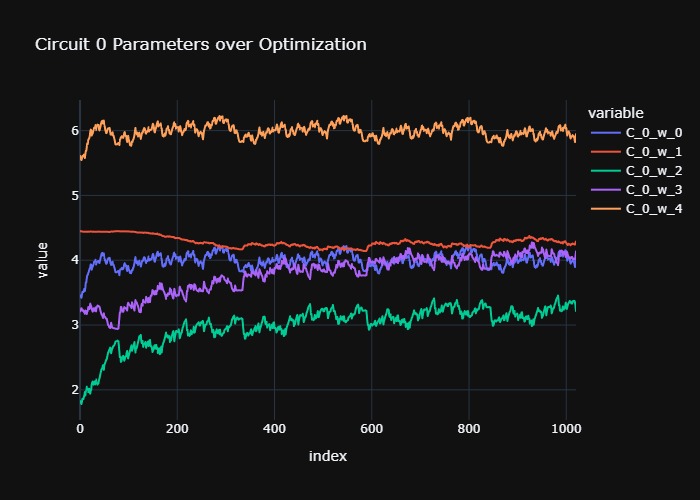 Circuit 0 Parameters over Optimization
variable
C_0_w_0
C_0_w_1
C_0_w_2
C_0_w_3
C_0_w_4
value
6
5
4
3
2
0 200 400 600 800 1000
index